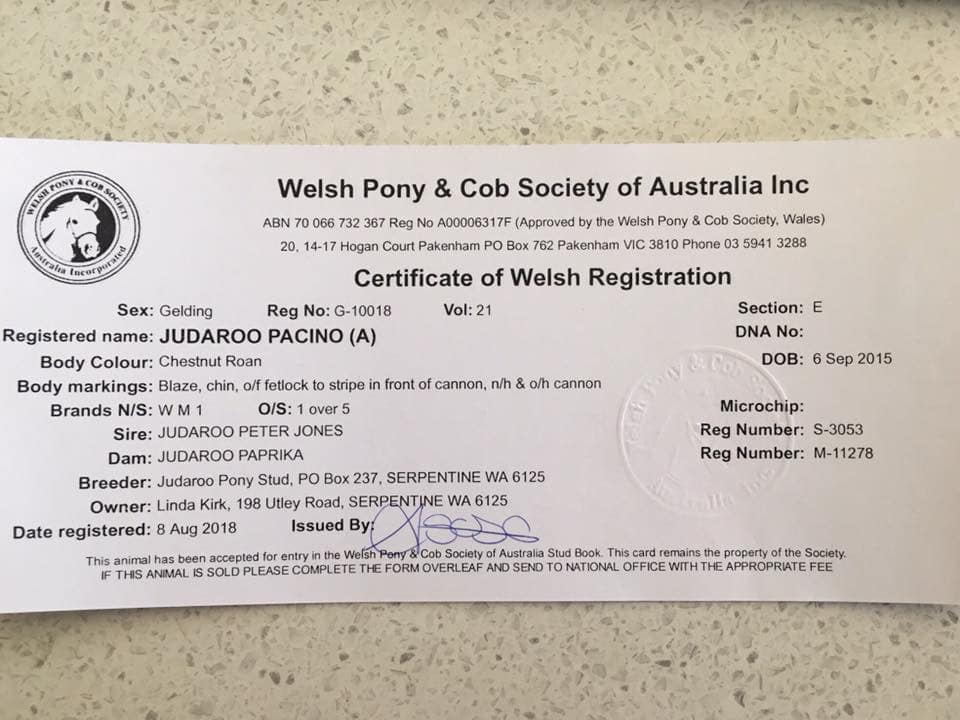 WELSH PONY & COB SOCIETY
Australia Incorporated
Welsh Pony & Cob Society of Australia Inc
ABN 70 066 732 367 Reg No A00006317F (Approved by the Welsh Pony & Cob Society, Wales)
20, 14-17 Hogan Court Pakenham PO Box 762 Pakenham VIC 3810 Phone 03 5941 3288
Certificate of Welsh Registration
Sex: Gelding Reg No: G-10018 Vol: 21 Section: E
Registered name: JUDAROO PACINO (A) DNA No:
Body Colour: Chestnut Roan DOB: 6 Sep 2015
Body markings: Blaze, chin, o/f fetlock to stripe in front of cannon, n/h & o/h cannon
Brands N/S: W M 1 O/S: 1 over 5 Microchip:
Sire: JUDAROO PETER JONES Reg Number: S-3053
Dam: JUDAROO PAPRIKA Reg Number: M-11278
Breeder: Judaroo Pony Stud, PO Box 237, SERPENTINE WA 6125
Owner: Linda Kirk, 198 Utley Road, SERPENTINE WA 6125
Date registered: 8 Aug 2018 Issued By:
This animal has been accepted for entry in the Welsh Pony & Cob Society of Australia Stud Book. This card remains the property of the Society.
IF THIS ANIMAL IS SOLD PLEASE COMPLETE THE FORM OVERLEAF AND SEND TO NATIONAL OFFICE WITH THE APPROPRIATE FEE